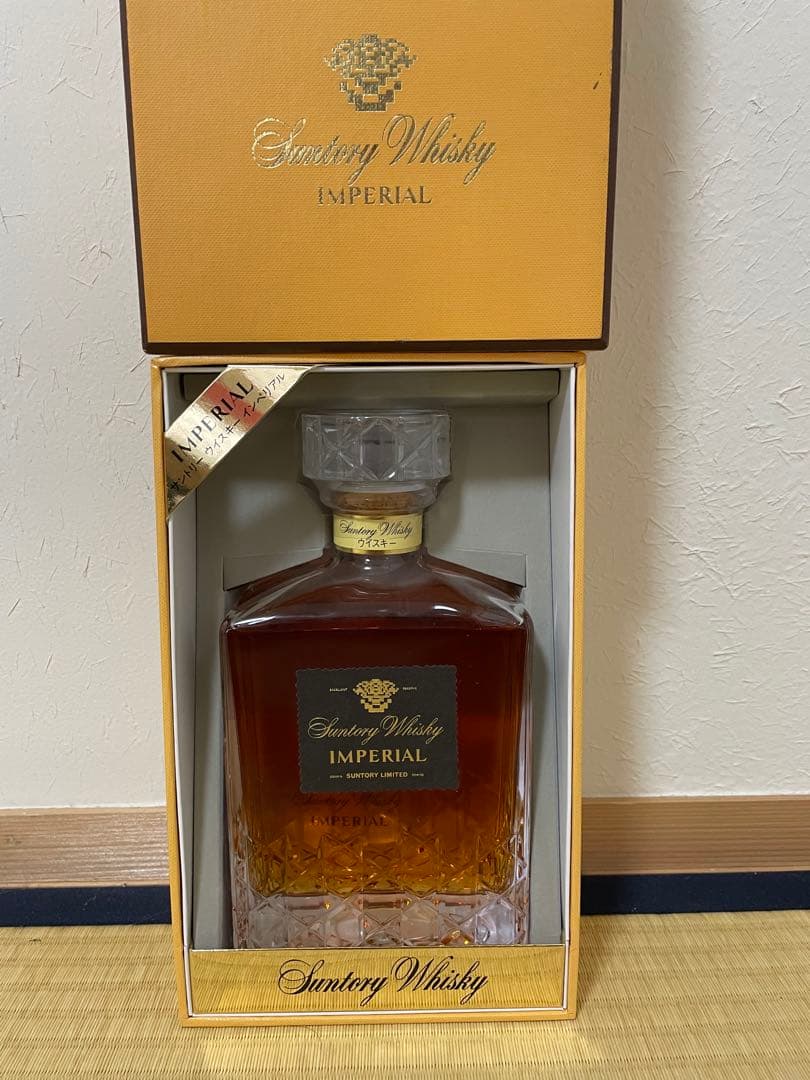 Suntory Whisky
IMPERIAL
IMPERIAL
サントリー ウイスキー インペリアル
Suntory Whisky
ウイスキー
Suntory Whisky
IMPERIAL
SUNTORY LIMITED
Suntory Whisky
IMPERIAL
Suntory Whisky